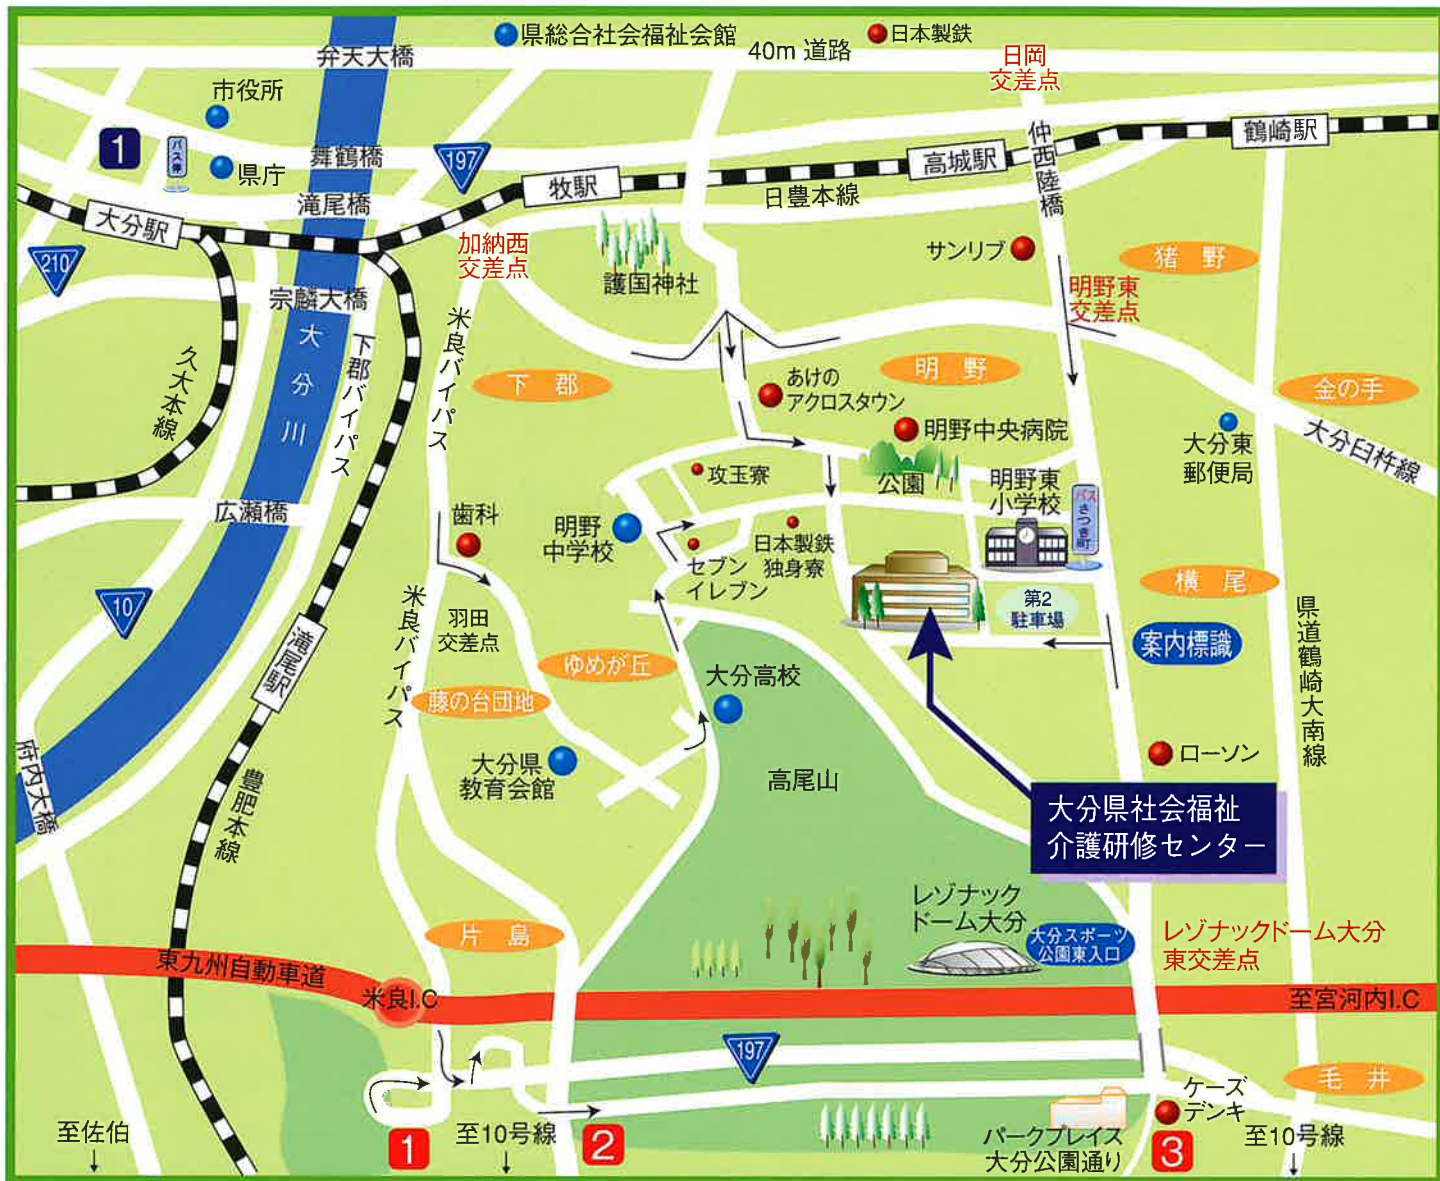 県総合社会福祉会館
日本製鉄
弁天大橋
40m 道路
日岡
交差点
市役所
1
バス停
県庁
舞鶴橋
197
仲西陸橋
鶴崎駅
高城駅
牧駅
日豊本線
滝尾橋
大分駅
210
加納西
交差点
護国神社
サンリブ
猪野
宗麟大橋
明野東
交差点
大分川
下郡バイパス
米良バイパス
久大本線
下郡
あけの
アクロスタウン
明野
金の手
明野中央病院
大分東
郵便局
大分臼杵線
攻玉寮
公園
明野東
小学校
バス
さつき町
広瀬橋
歯科
明野
中学校
セブン
イレブン
日本製鉄
独身寮
10
米良バイパス
羽田
交差点
第2
駐車場
横尾
案内標識
県道鶴崎大南線
滝尾駅
ゆめが丘
藤の台団地
大分高校
大分県
教育会館
高尾山
ローソン
府内大橋
豊肥本線
大分県社会福祉
介護研修センター
片島
レゾナック
ドーム大分
大分スポーツ
公園東入口
レゾナックドーム大分
東交差点
東九州自動車道
米良I.C
至宮河内I.C
197
毛井
ケーズ
デンキ
パークプレイス
大分公園通り
至佐伯
1
至10号線
2
3
至10号線